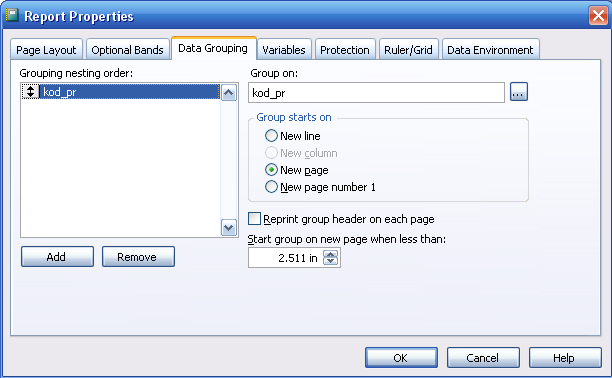 Report Properties
Page Layout
Optional Bands
Data Grouping
Variables
Protection
Ruler/Grid
Data Environment
Grouping nesting order:
kod_pr
Add
Remove
Group on:
kod_pr
...
Group starts on
New line
New column
New page
New page number 1
Reprint group header on each page
Start group on new page when less than:
2.511 in
OK
Cancel
Help